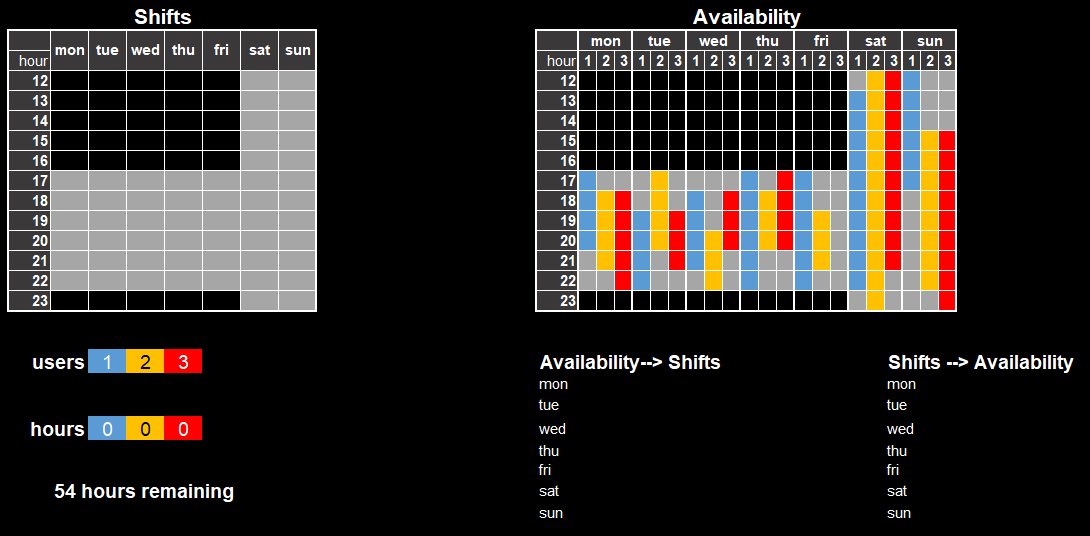 Shifts
mon tue wed thu fri sat sun
hour
12
13
14
15
16
17
18
19
20
21
22
23
users 1 2 3
hours 0 0 0
54 hours remaining
Availability
mon tue wed thu fri sat sun
hour 1 2 3 1 2 3 1 2 3 1 2 3 1 2 3 1 2 3 1 2 3
12
13
14
15
16
17
18
19
20
21
22
23
Availability--> Shifts
mon
tue
wed
thu
fri
sat
sun
Shifts --> Availability
mon
tue
wed
thu
fri
sat
sun